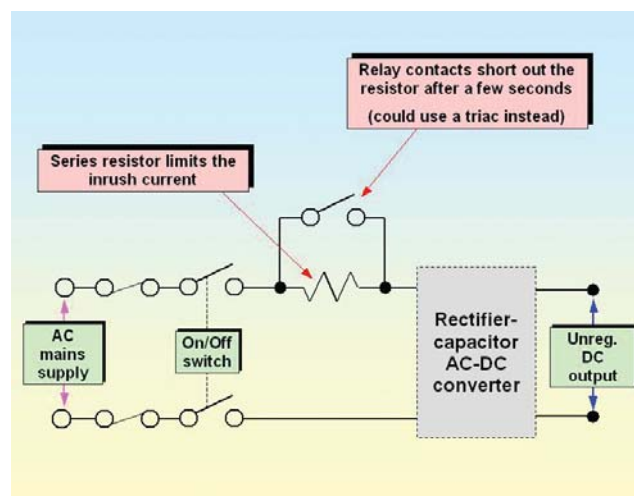 Relay contacts short out the
resistor after a few seconds
(could use a triac instead)
Series resistor limits the
inrush current
AC
mains
supply
On/Off
switch
Rectifier-
capacitor
AC-DC
converter
Unreg.
DC
output